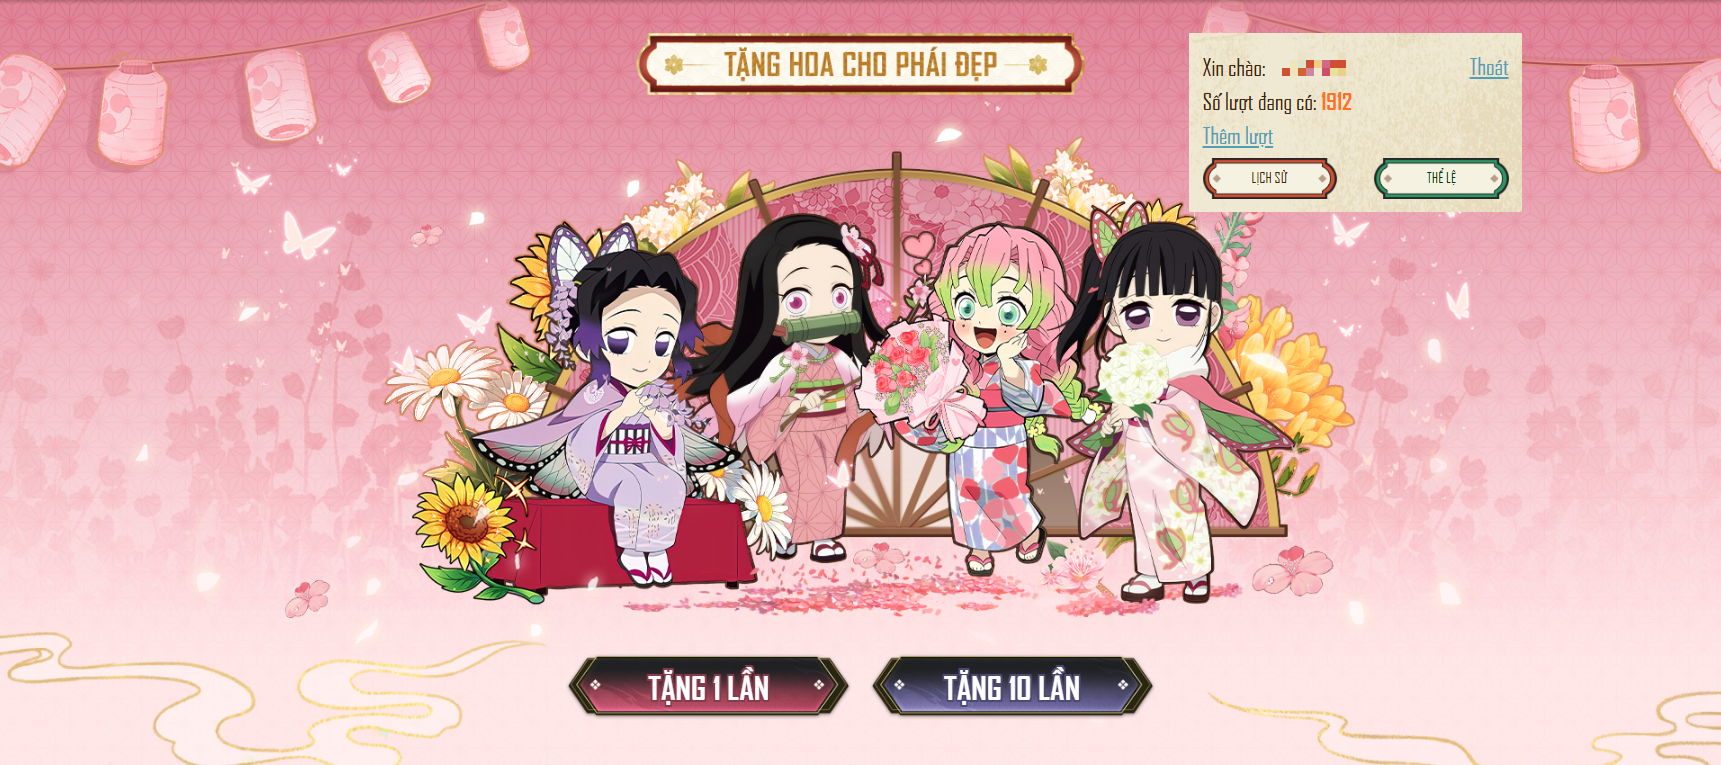 TẶNG HOA CHO PHÁI ĐẸP
Xin chào:
Thoát
Số lượt đang có: 1912
Thêm lượt
LỊCH SỬ
THỂ LỆ
TẶNG 1 LẦN
TẶNG 10 LẦN